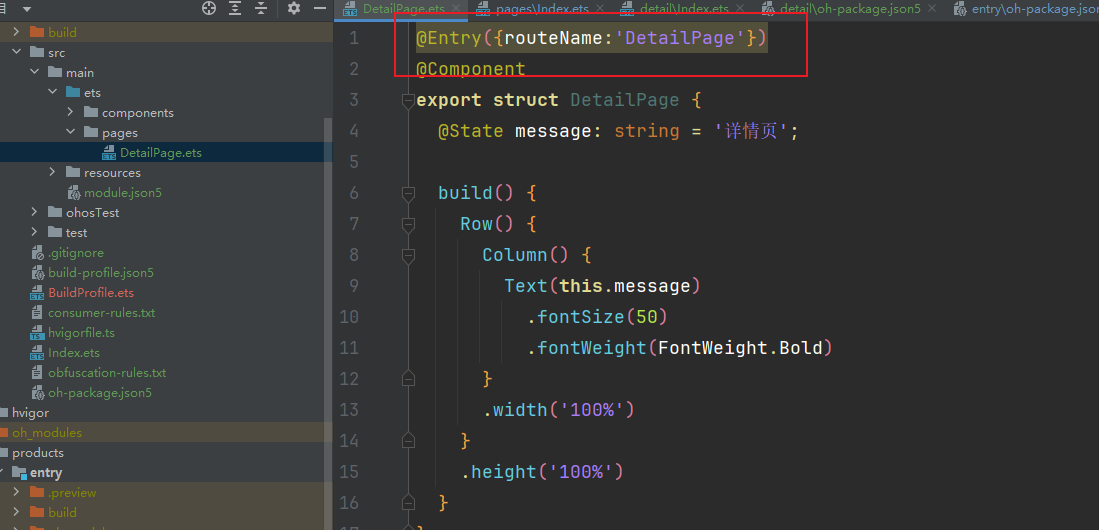 DetailPage.ets
pages\Index.ets
detail\Index.ets
detail\oh-package.json5
entry\oh-package.json
build
src
main
ets
components
pages
DetailPage.ets
resources
module.json5
ohosTest
test
.gitignore
build-profile.json5
BuildProfile.ets
consumer-rules.txt
hvigorfile.ts
Index.ets
obfuscation-rules.txt
oh-package.json5
hvigor
oh_modules
products
entry
.preview
build
1 @Entry({routeName:'DetailPage'})
2 @Component
3 export struct DetailPage {
4 @State message: string = '详情页';
5
6 build() {
7 Row() {
8 Column() {
9 Text(this.message)
10 .fontSize(50)
11 .fontWeight(FontWeight.Bold)
12 }
13 .width('100%')
14 }
15 .height('100%')
16 }